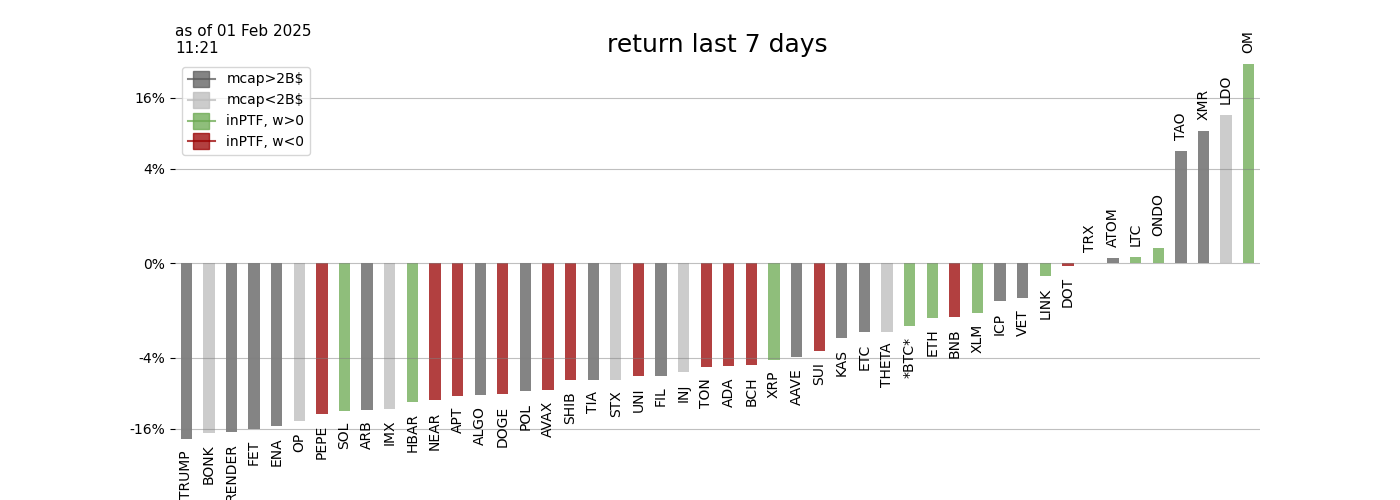 as of 01 Feb 2025
11:21
return last 7 days
mcap>2B$
mcap<2B$
inPTF, w>0
inPTF, w<0
16%
4%
0%
-4%
-16%
TRUMP
BONK
RENDER
FET
ENA
OP
PEPE
SOL
ARB
IMX
HBAR
NEAR
APT
ALGO
DOGE
POL
AVAX
SHIB
TIA
STX
UNI
FIL
INJ
TON
ADA
BCH
XRP
AAVE
SUI
KAS
ETC
THETA
*BTC*
ETH
BNB
XLM
ICP
VET
LINK
DOT
TRX
ATOM
LTC
ONDO
TAO
XMR
LDO
OM